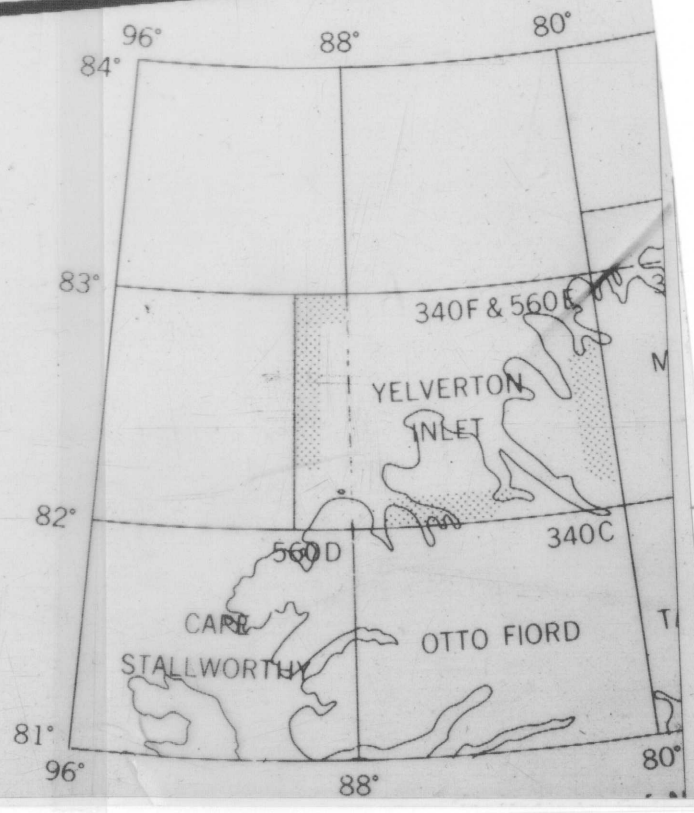 96° 88° 80°
84°
83°
340F & 560E
YELVERTON
INLET
82°
560D 340C
CAPE
STALLWORTHY
OTTO FIORD
81°
96° 88° 80°